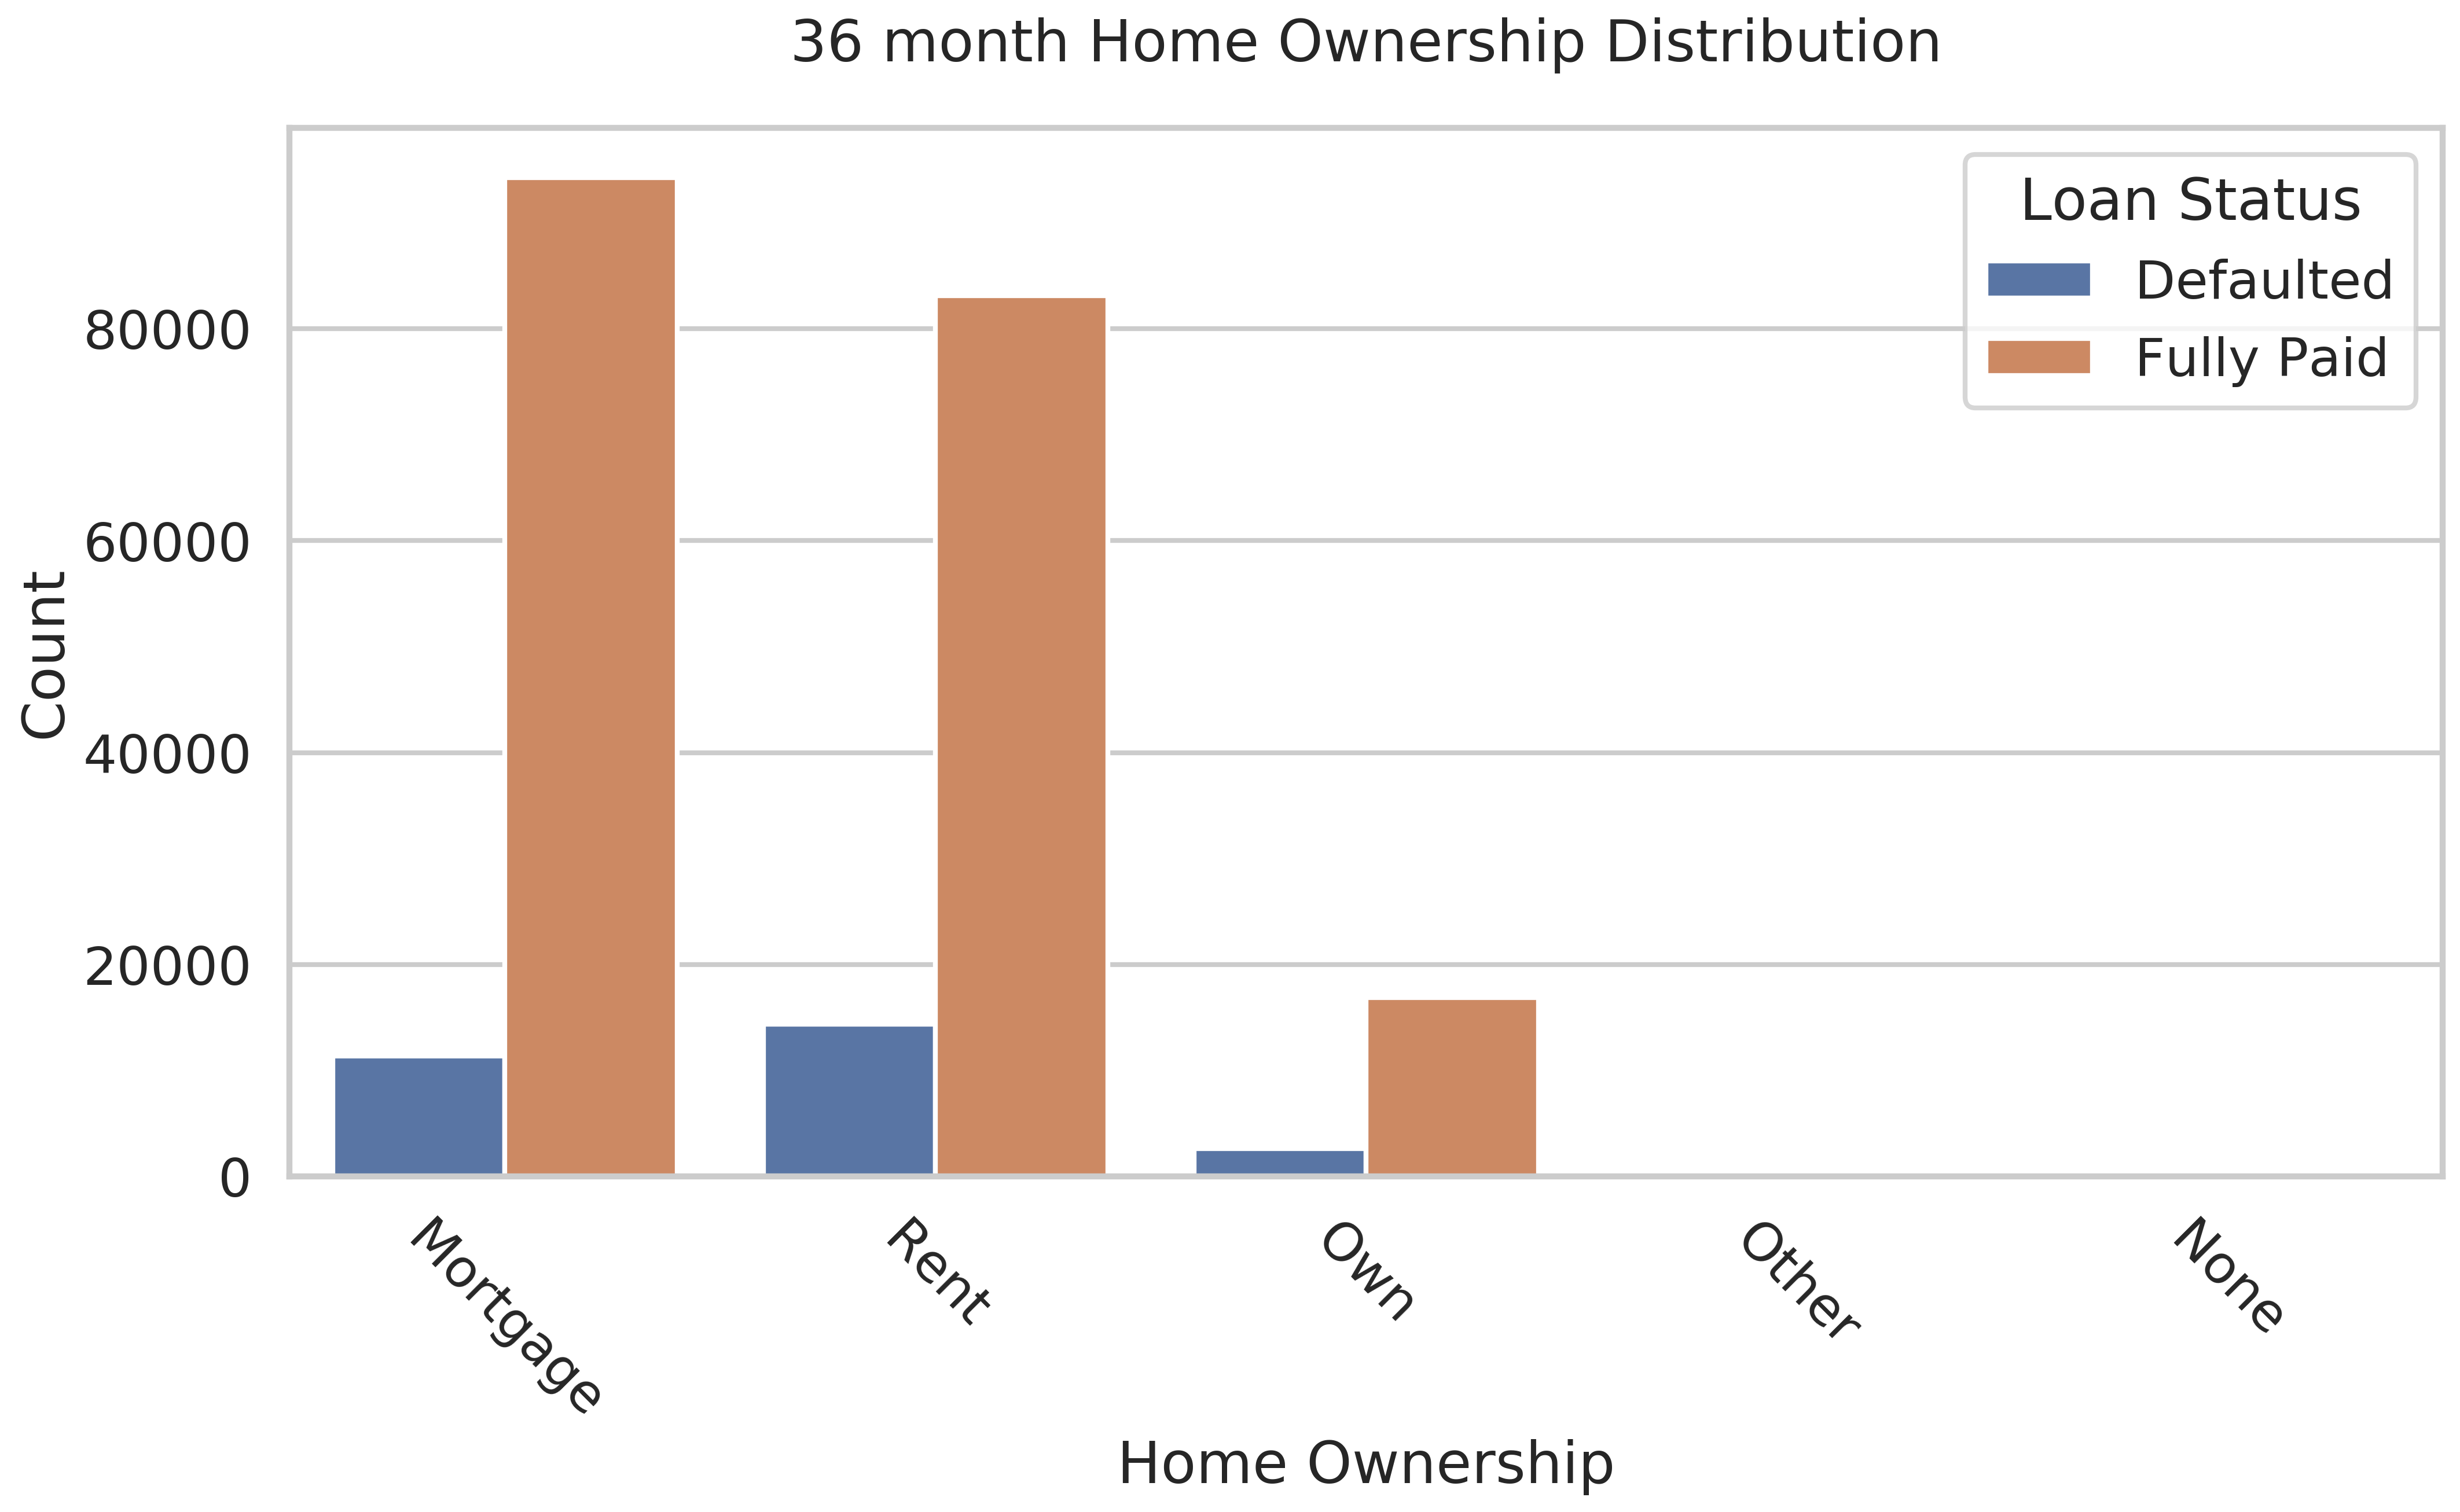 36 month Home Ownership Distribution
Loan Status
Defaulted
Fully Paid
Count
80000
60000
40000
20000
0
Mortgage
Rent
Own
Other
None
Home Ownership